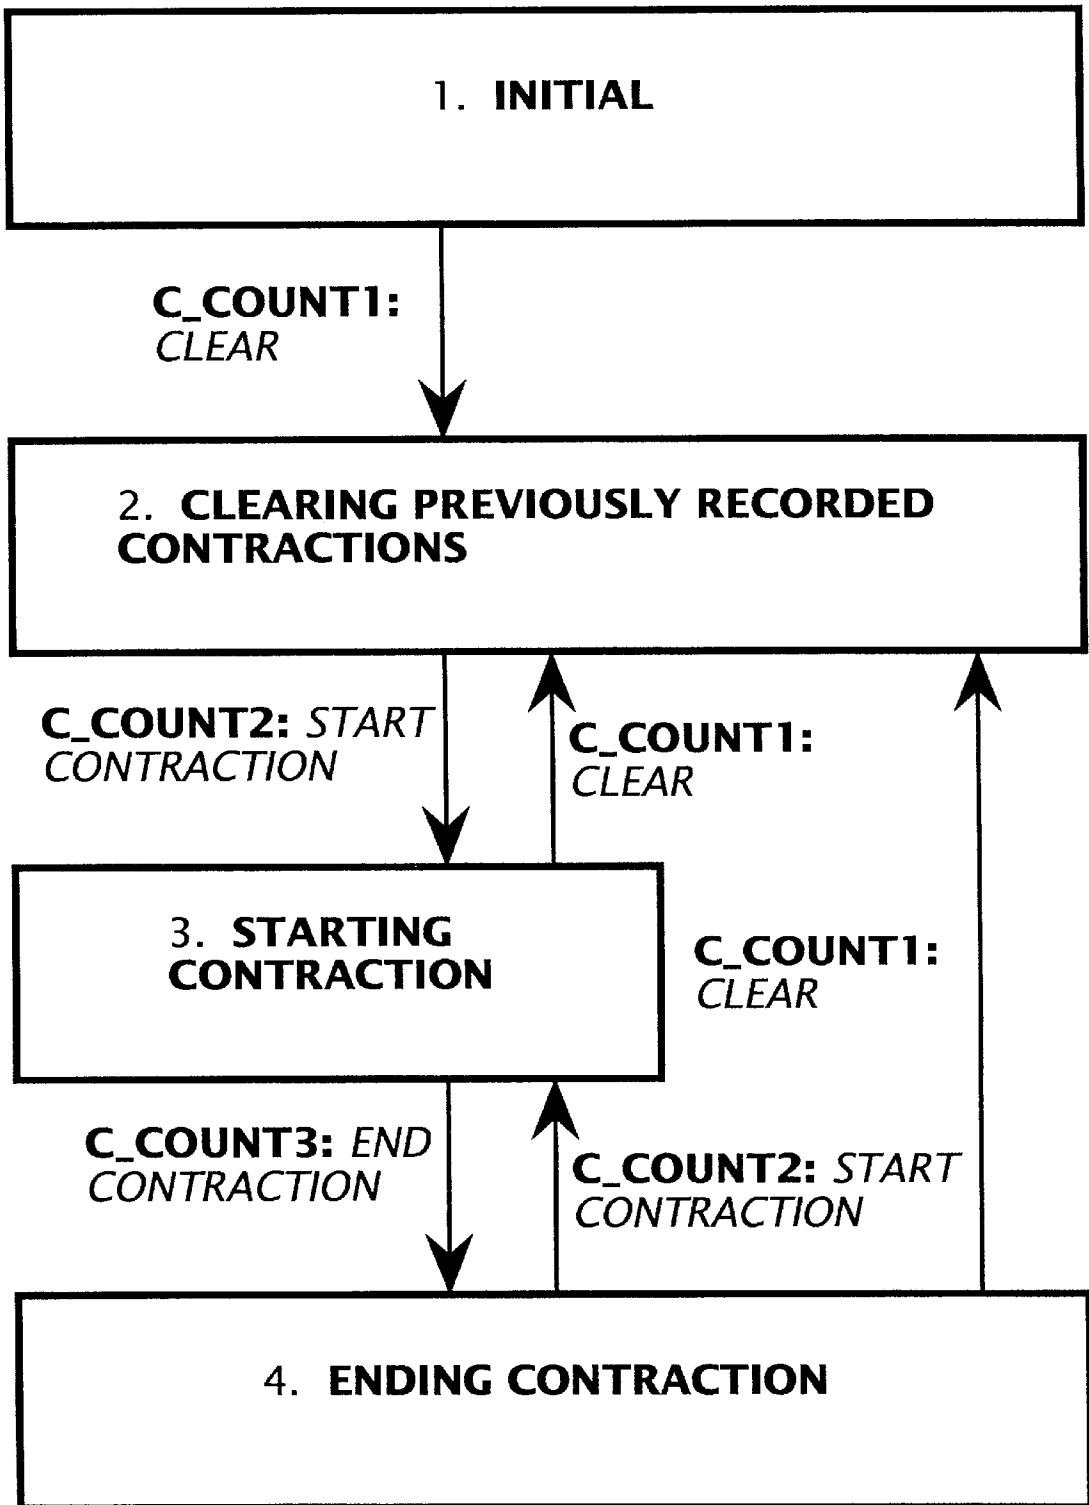 1. INITIAL
C_COUNT1:
CLEAR
2. CLEARING PREVIOUSLY RECORDED
CONTRACTIONS
C_COUNT2: START
CONTRACTION
C_COUNT1:
CLEAR
3. STARTING
CONTRACTION
C_COUNT1:
CLEAR
C_COUNT3: END
CONTRACTION
C_COUNT2: START
CONTRACTION
4. ENDING CONTRACTION